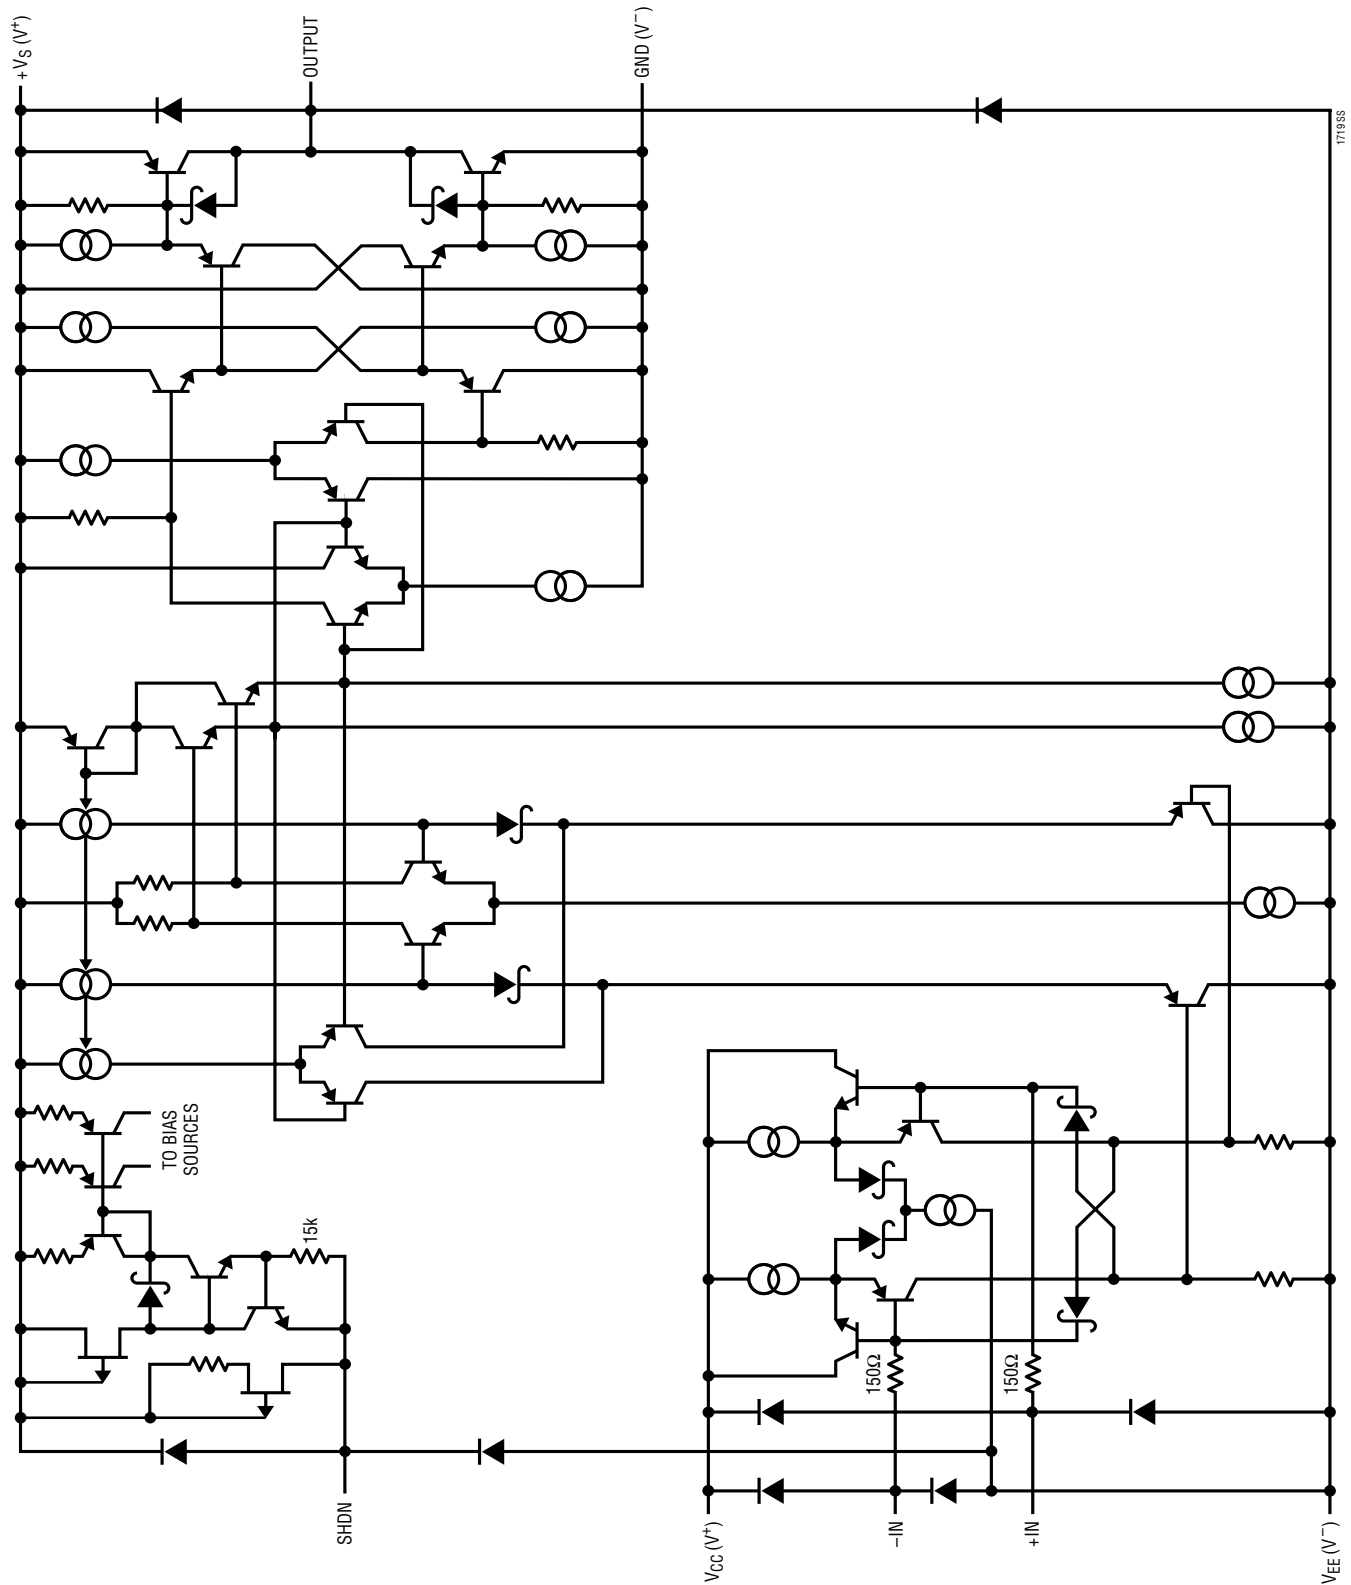 +VS (V+)
OUTPUT
GND (V−)
1719 SS
TO BIAS
SOURCES
15k
150Ω
150Ω
SHDN
VCC (V+)
−IN
+IN
VEE (V−)